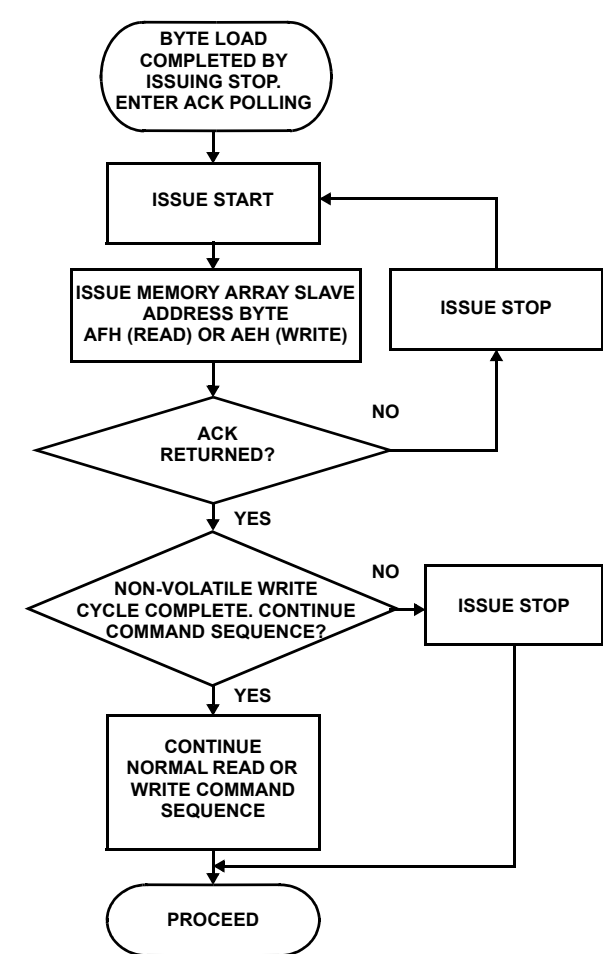 BYTE LOAD
COMPLETED BY
ISSUING STOP.
ENTER ACK POLLING
ISSUE START
ISSUE MEMORY ARRAY SLAVE
ADDRESS BYTE
AFH (READ) OR AEH (WRITE)
ISSUE STOP
NO
ACK
RETURNED?
YES
NO
NON-VOLATILE WRITE
CYCLE COMPLETE. CONTINUE
COMMAND SEQUENCE?
ISSUE STOP
YES
CONTINUE
NORMAL READ OR
WRITE COMMAND
SEQUENCE
PROCEED